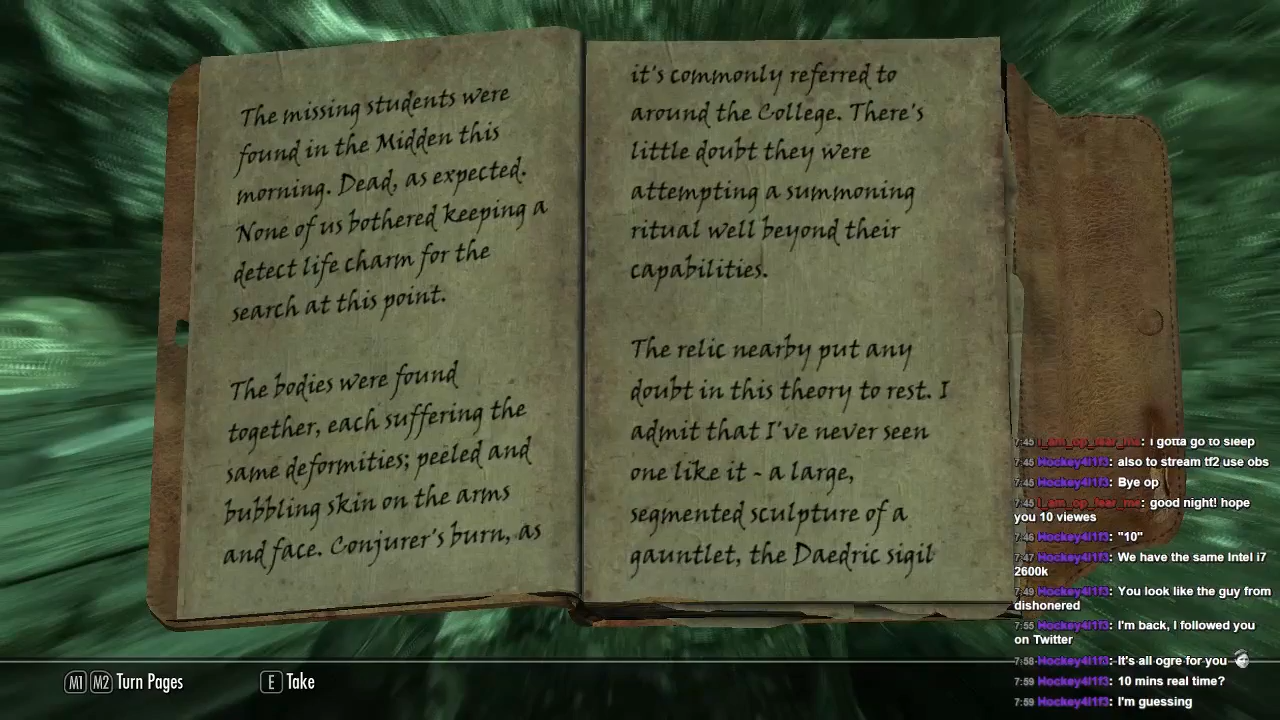 The missing students were
found in the Midden this
morning. Dead, as expected.
None of us bothered keeping a
detect life charm for the
search at this point.
The bodies were found
together, each suffering the
same deformities; peeled and
bubbling skin on the arms
and face. Conjurer's burn, as
it's commonly referred to
around the College. There's
little doubt they were
attempting a summoning
ritual well beyond their
capabilities.
The relic nearby put any
doubt in this theory to rest. I
admit that I've never seen
one like it - a large,
segmented sculpture of a
gauntlet, the Daedric sigil
7:45 I_am_op_fear_me: I gotta go to sleep
7:45 Hockey4l1f3: also to stream tf2 use obs
7:45 Hockey4l1f3: Bye op
7:45 I_am_op_fear_me: good night! hope
you 10 viewes
7:46 Hockey4l1f3: "10"
7:47 Hockey4l1f3: We have the same Intel i7
2600k
7:49 Hockey4l1f3: You look like the guy from
dishonered
7:55 Hockey4l1f3: I'm back, I followed you
on Twitter
7:58 Hockey4l1f3: It's all ogre for you
7:59 Hockey4l1f3: 10 mins real time?
7:59 Hockey4l1f3: I'm guessing
M1 M2 Turn Pages
E Take